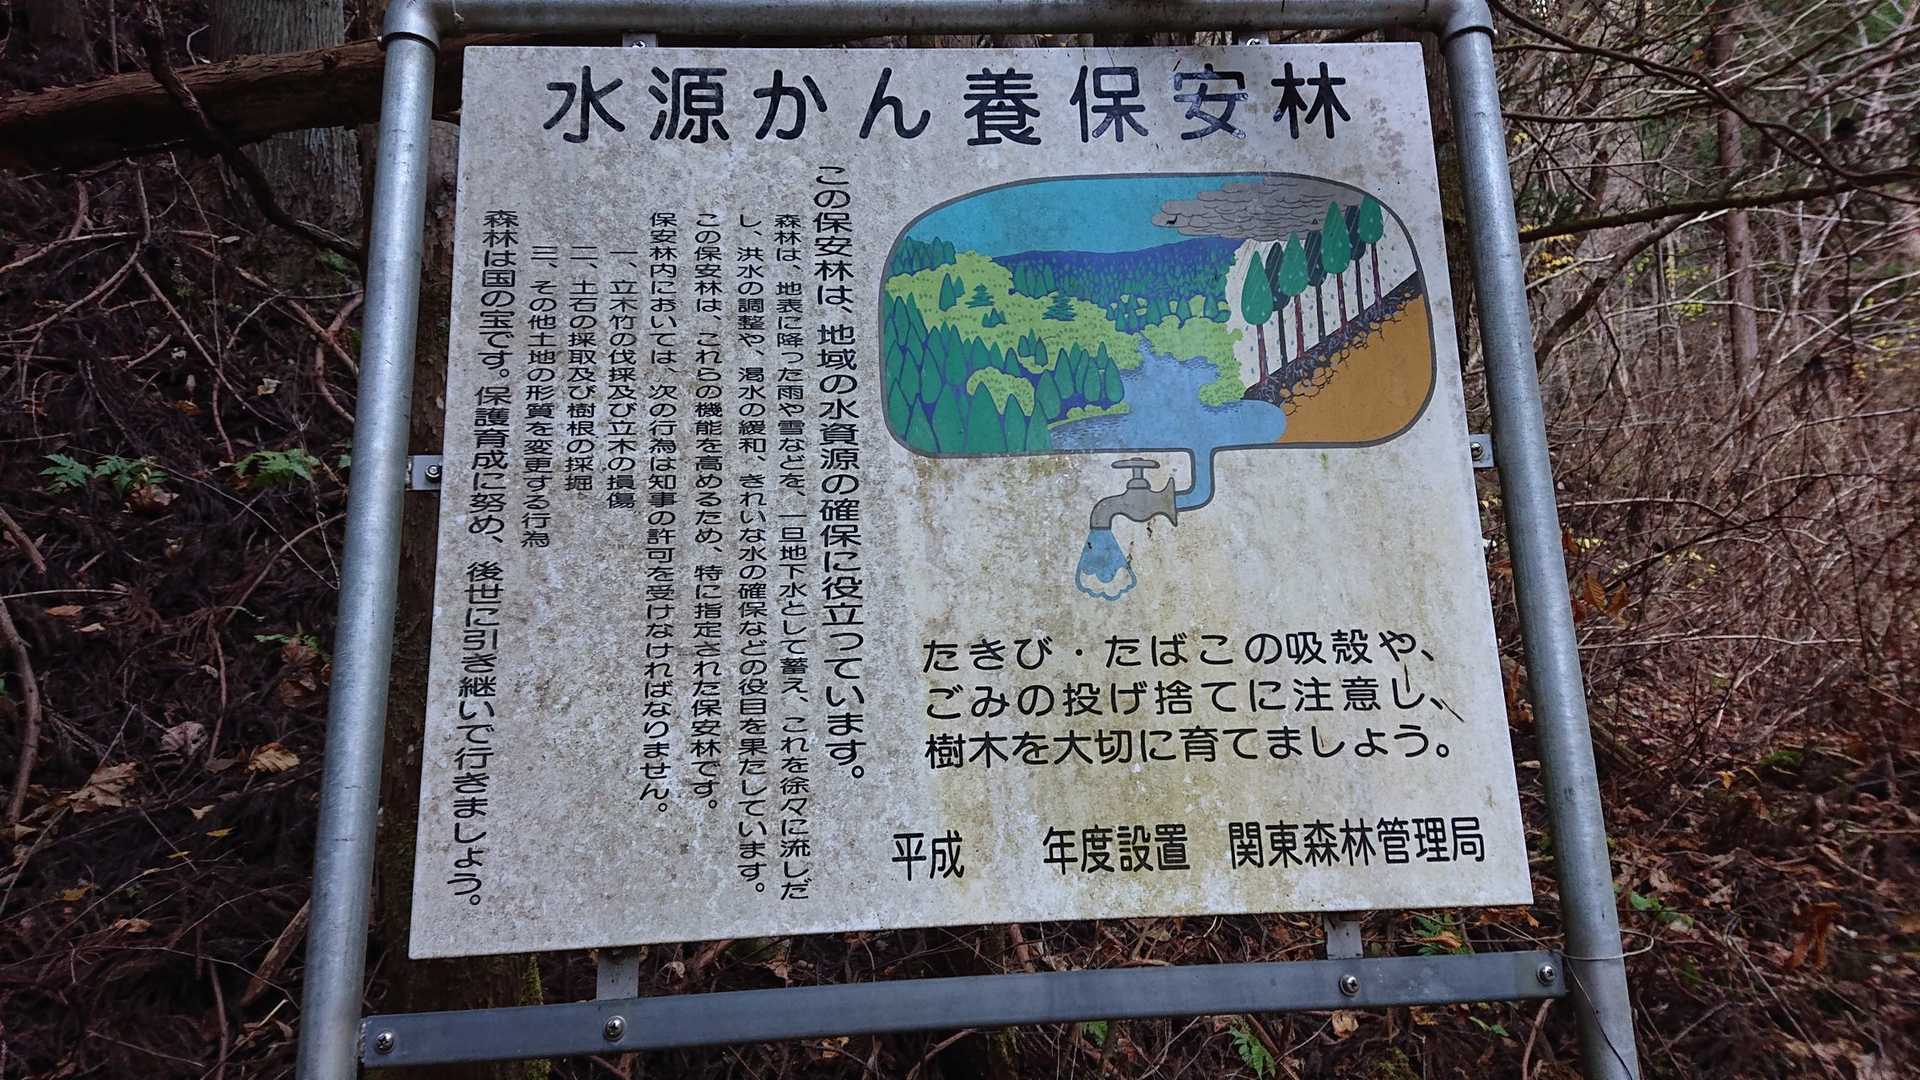 水源かん養保安林
この保安林は、地域の水資源の確保に役立っています。
森林は、地表に降った雨や雪などを、一旦地下水として蓄え、これを徐々に流しだ
し、洪水の調整や、渇水の緩和、きれいな水の確保などの役目を果たしています。
この保安林は、これらの機能を高めるため、特に指定された保安林です。
保安林内においては、次の行為は知事の許可を受けなければなりません。
一、立木竹の伐採及び立木の損傷
二、土石の採取及び樹根の採掘
三、その他土地の形質を変更する行為
森林は国の宝です。保護育成に努め、後世に引き継いで行きましょう。
たきび・たばこの吸殻や、
ごみの投げ捨てに注意し、
樹木を大切に育てましょう。
平成　年度設置　関東森林管理局